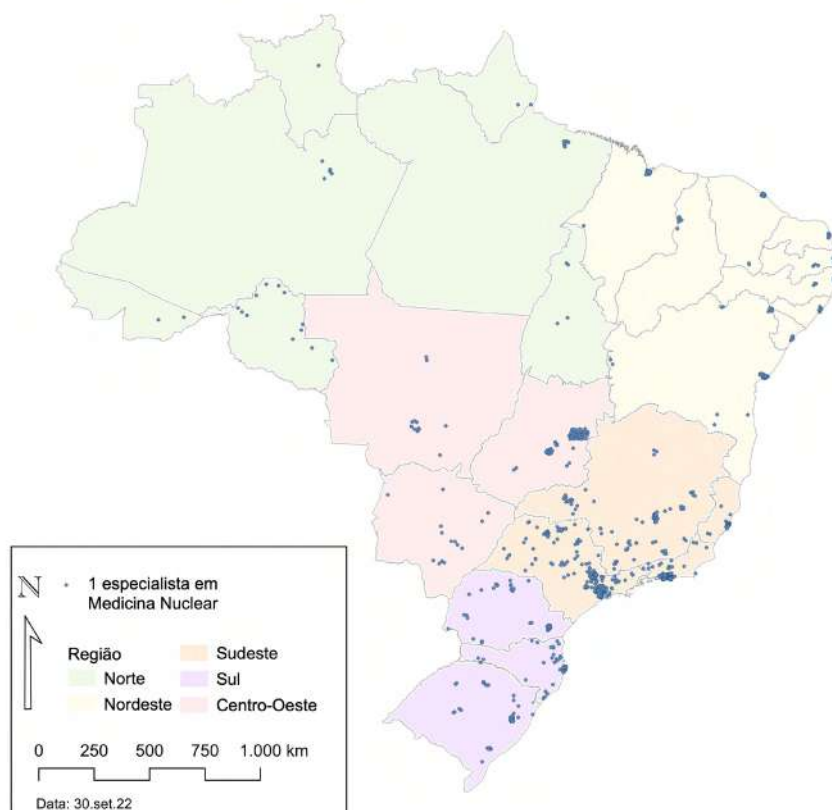 N
1 especialista em
Medicina Nuclear
Região
Norte
Nordeste
Sudeste
Sul
Centro-Oeste
0 250 500 750 1.000 km
Data: 30.set.22